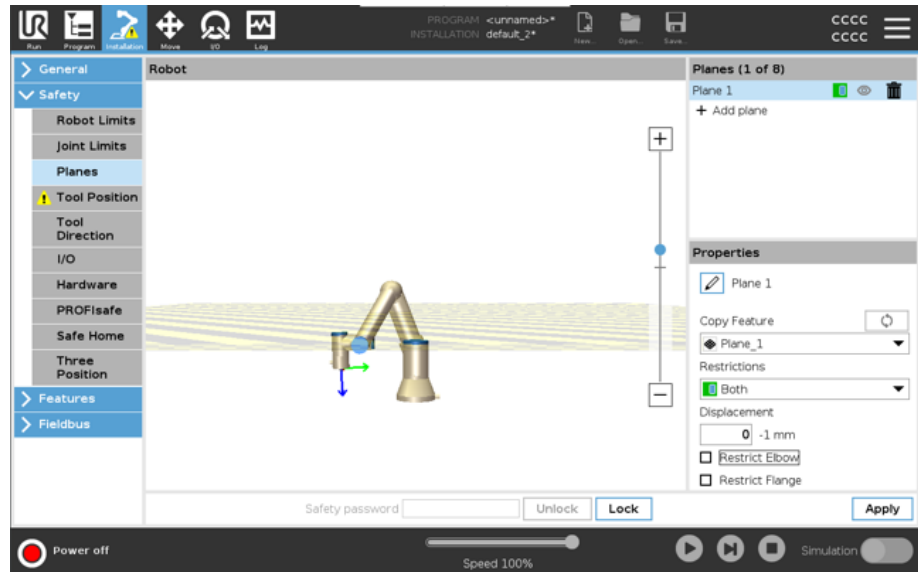 PROGRAM <unnamed>*
INSTALLATION default_2*
New... Open... Save...
CCCC
CCCC
Run Program Installation Move I/O Log
General
Safety
Robot Limits
Joint Limits
Planes
Tool Position
Tool
Direction
I/O
Hardware
PROFIsafe
Safe Home
Three
Position
Features
Fieldbus
Robot
Planes (1 of 8)
Plane 1
+ Add plane
Properties
Plane 1
Copy Feature
Plane_1
Restrictions
Both
Displacement
0 -1 mm
Restrict Elbow
Restrict Flange
Safety password Unlock Lock Apply
Power off
Speed 100%
Simulation